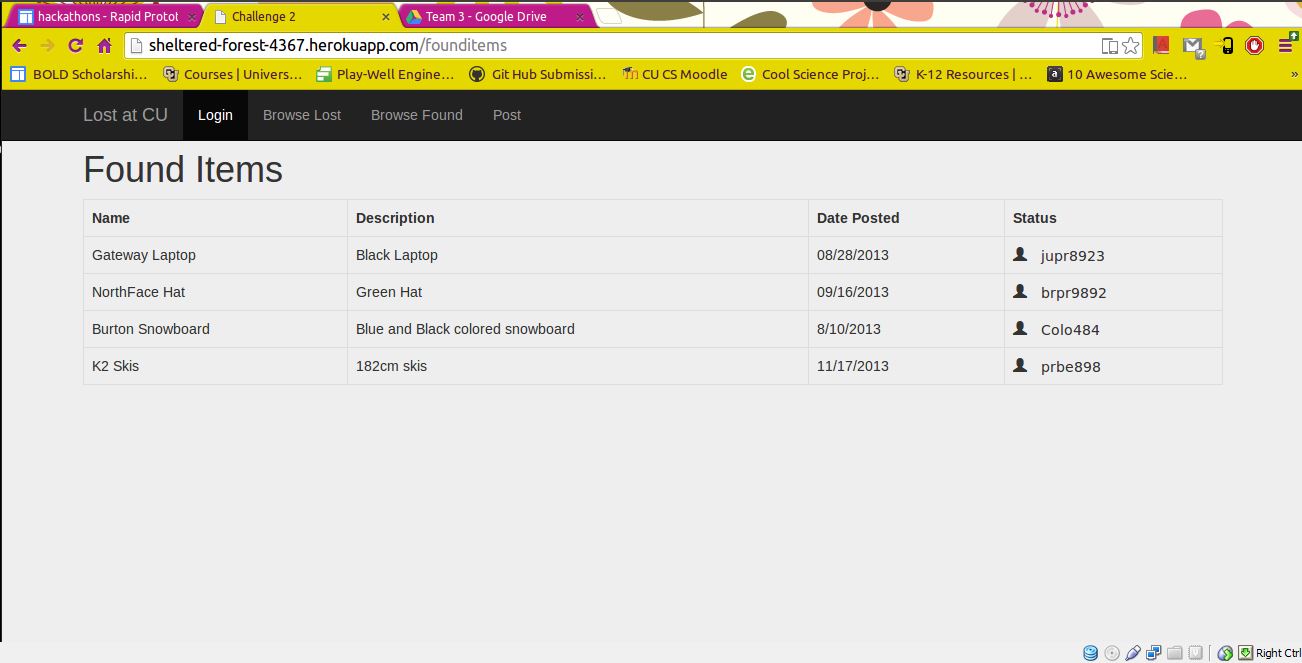 hackathons - Rapid Protot
Challenge 2
Team 3 - Google Drive
sheltered-forest-4367.herokuapp.com/founditems
BOLD Scholarshi... Courses | Univers... Play-Well Engine... Git Hub Submissi... CU CS Moodle Cool Science Proj... K-12 Resources | ... 10 Awesome Scie... »
Lost at CU Login Browse Lost Browse Found Post
Found Items
Name Description Date Posted Status
Gateway Laptop Black Laptop 08/28/2013 jupr8923
NorthFace Hat Green Hat 09/16/2013 brpr9892
Burton Snowboard Blue and Black colored snowboard 8/10/2013 Colo484
K2 Skis 182cm skis 11/17/2013 prbe898
Right Ctrl